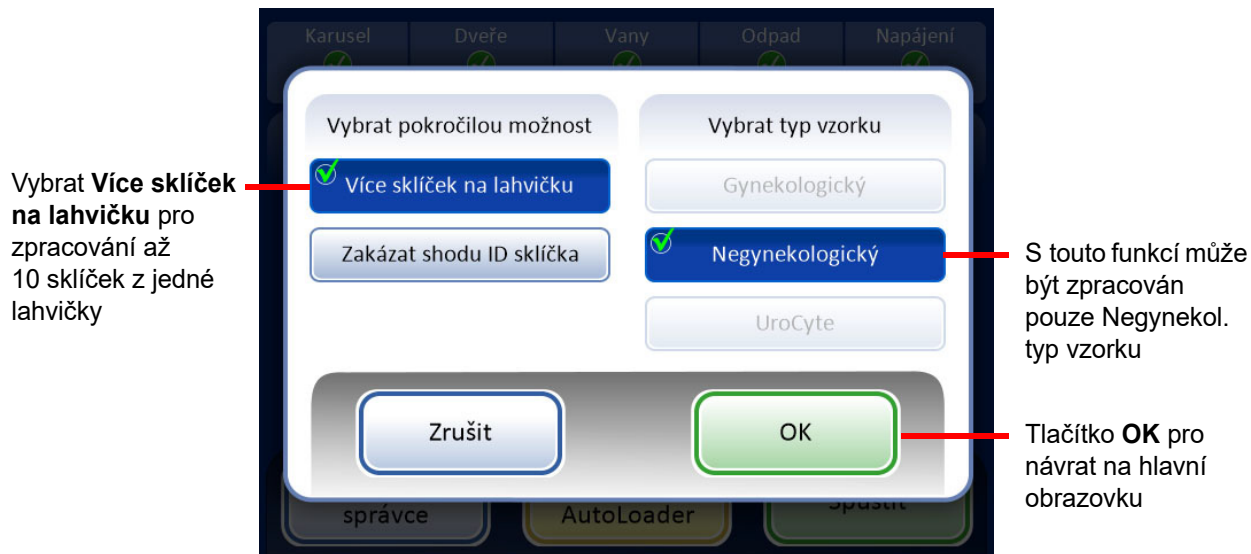 Karusel Dveře Vany Odpad Napájení
Vybrat pokročilou možnost
Více sklíček na lahvičku
Zakázat shodu ID sklíčka
Vybrat typ vzorku
Gynekologický
Negynekologický
UroCyte
Zrušit
OK
správce
AutoLoader
Spustit
Vybrat Více sklíček
na lahvičku pro
zpracování až
10 sklíček z jedné
lahvičky
S touto funkcí může
být zpracován
pouze Negynekol.
typ vzorku
Tlačítko OK pro
návrat na hlavní
obrazovku